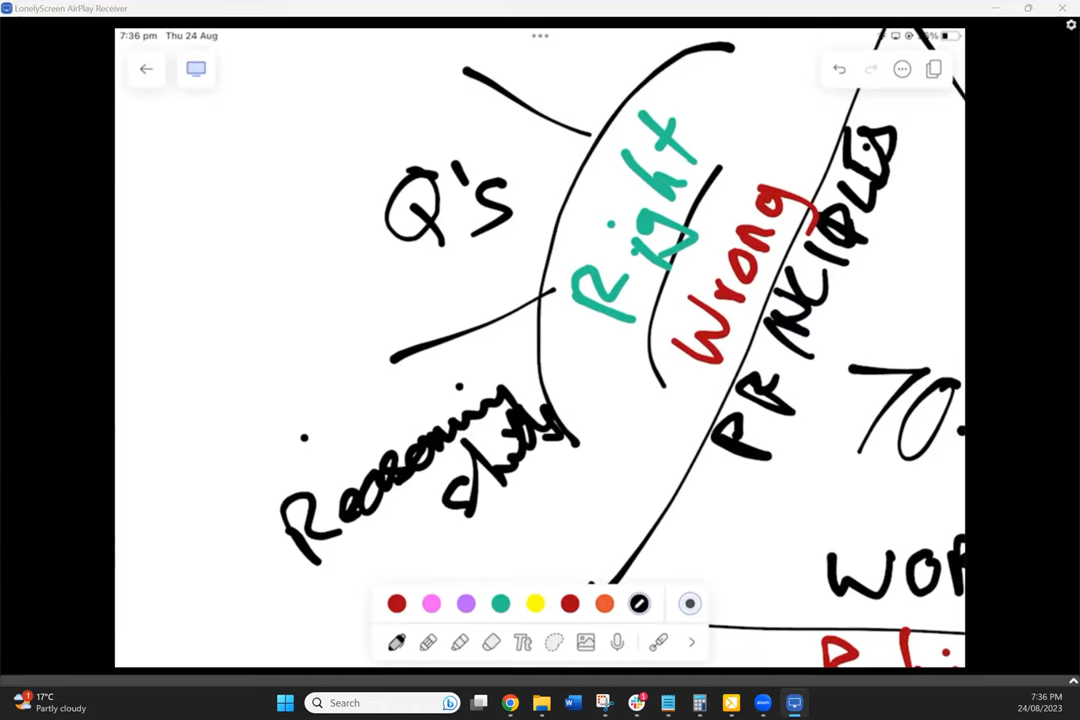 LonelyScreen AirPlay Receiver
7:36 pm Thu 24 Aug
Q's
Right
Wrong
PRINCIPLES
70.
WOR
Reasoning
Tt
17°C
Partly cloudy
Search
7:36 PM
24/08/2023